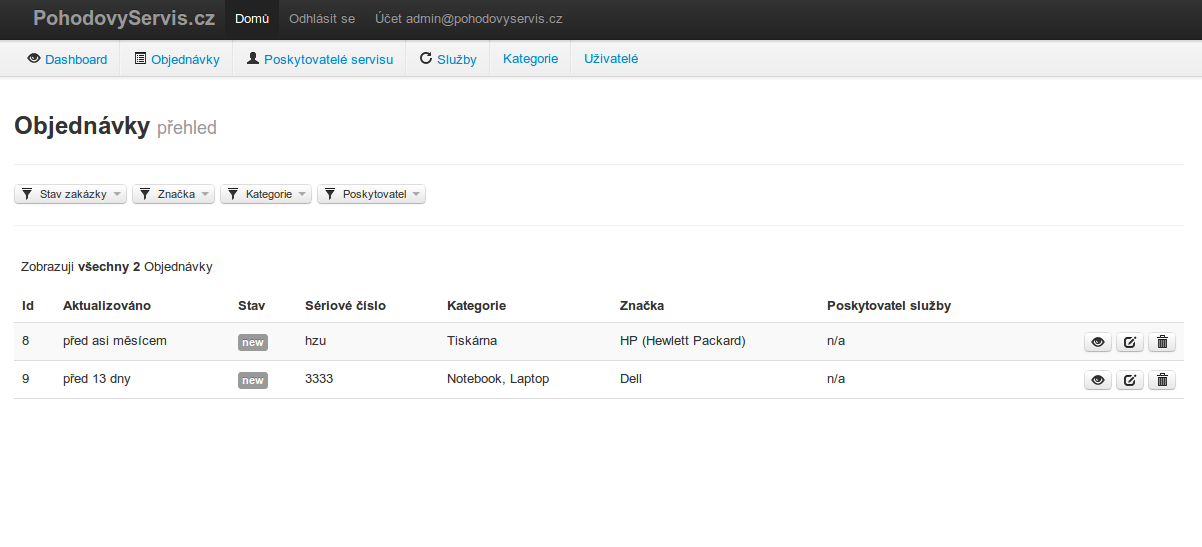 PohodovyServis.cz Domů Odhlásit se Účet admin@pohodovyservis.cz
Dashboard Objednávky Poskytovatelé servisu Služby Kategorie Uživatelé
Objednávky přehled
Stav zakázky Značka Kategorie Poskytovatel
Zobrazuji všechny 2 Objednávky
Id Aktualizováno Stav Sériové číslo Kategorie Značka Poskytovatel služby
8 před asi měsícem new hzu Tiskárna HP (Hewlett Packard) n/a
9 před 13 dny new 3333 Notebook, Laptop Dell n/a